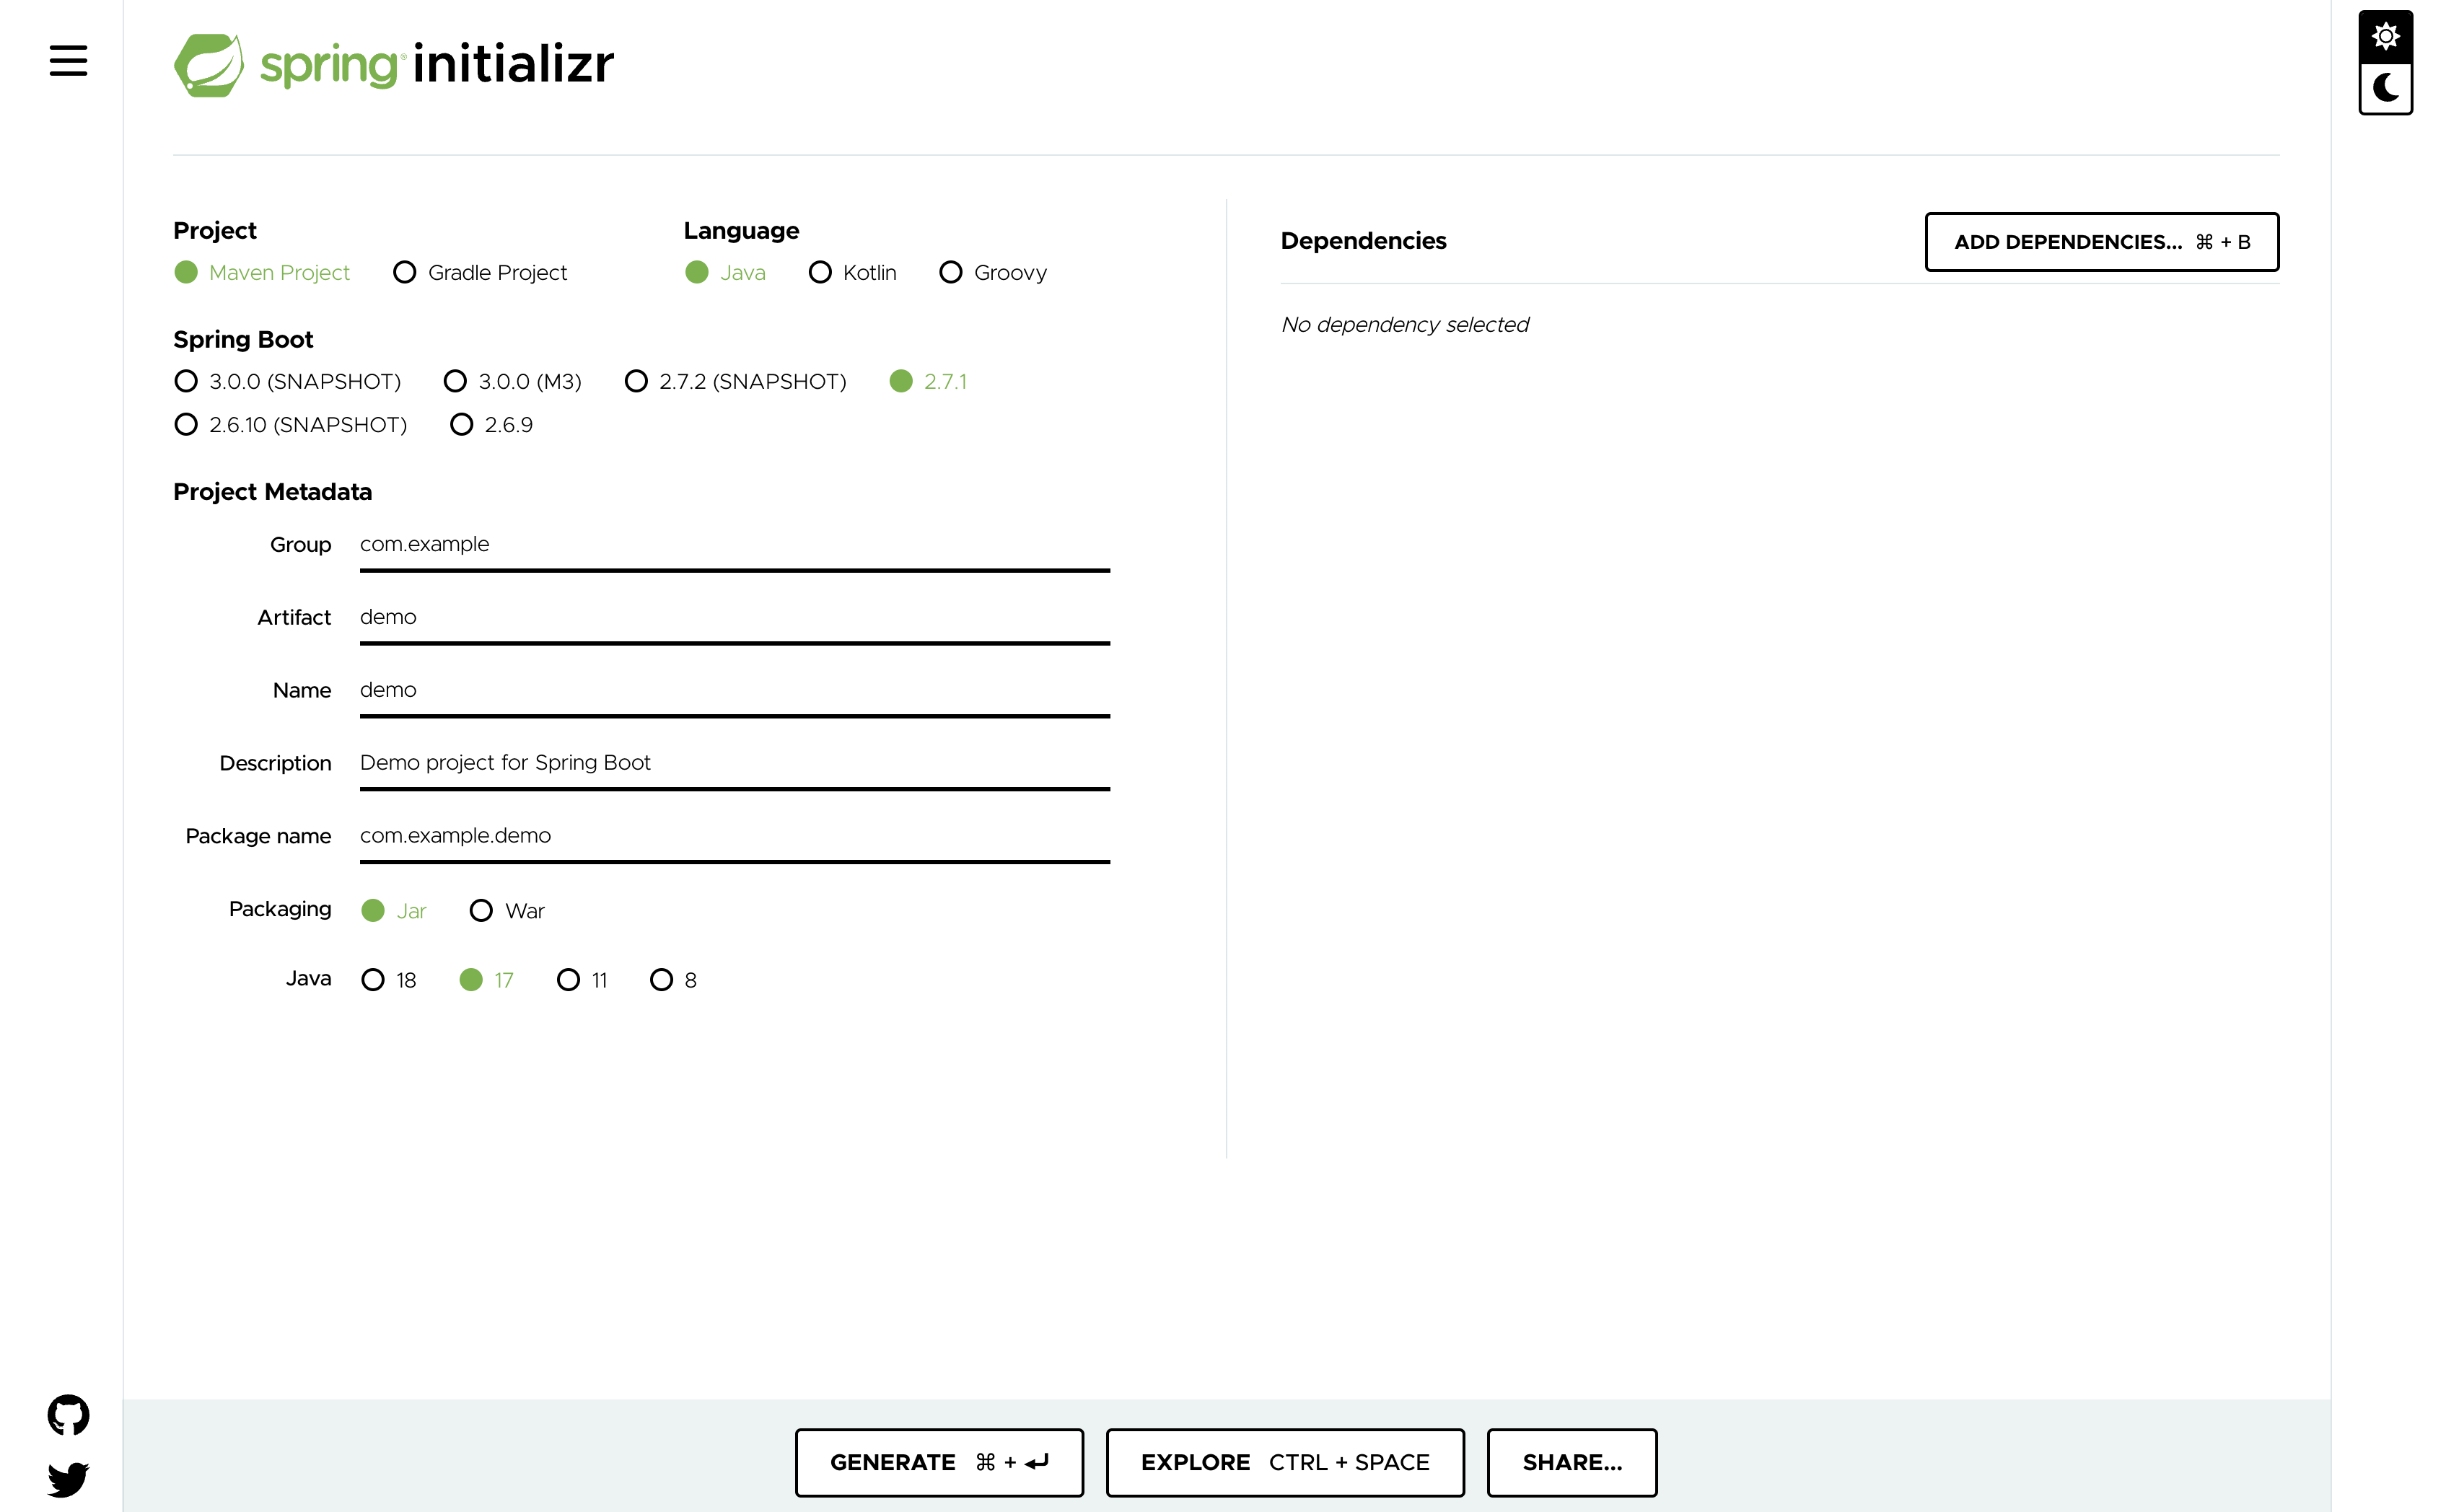 spring initializr
Project
Maven Project Gradle Project
Language
Java Kotlin Groovy
Spring Boot
3.0.0 (SNAPSHOT) 3.0.0 (M3) 2.7.2 (SNAPSHOT) 2.7.1
2.6.10 (SNAPSHOT) 2.6.9
Project Metadata
Group com.example
Artifact demo
Name demo
Description Demo project for Spring Boot
Package name com.example.demo
Packaging Jar War
Java 18 17 11 8
Dependencies
ADD DEPENDENCIES... ⌘ + B
No dependency selected
GENERATE ⌘ + ⏎
EXPLORE CTRL + SPACE
SHARE...